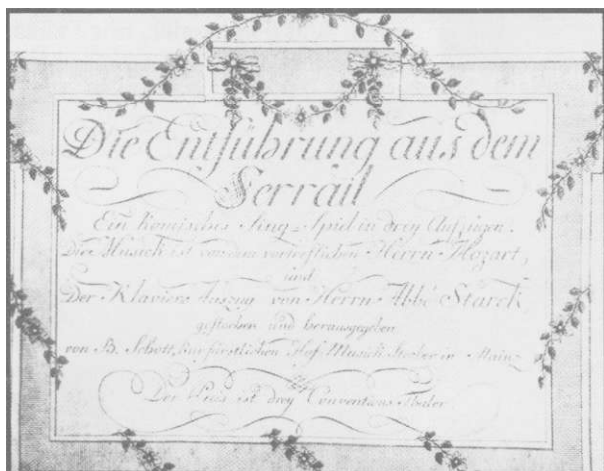 Die Entführung aus dem
Serrail
Ein komisches Sing-Spiel in drey Aufzügen.
Die Musick ist von dem vortreflichen Herrn Mozart,
und
Der Klavier Auszug von Herrn Abbé Starck
gestochen und herausgegeben
von B. Schott, kurfürstlichen Hof Musick Stecher in Mainz
Der Preis ist drey Conventions Thaler